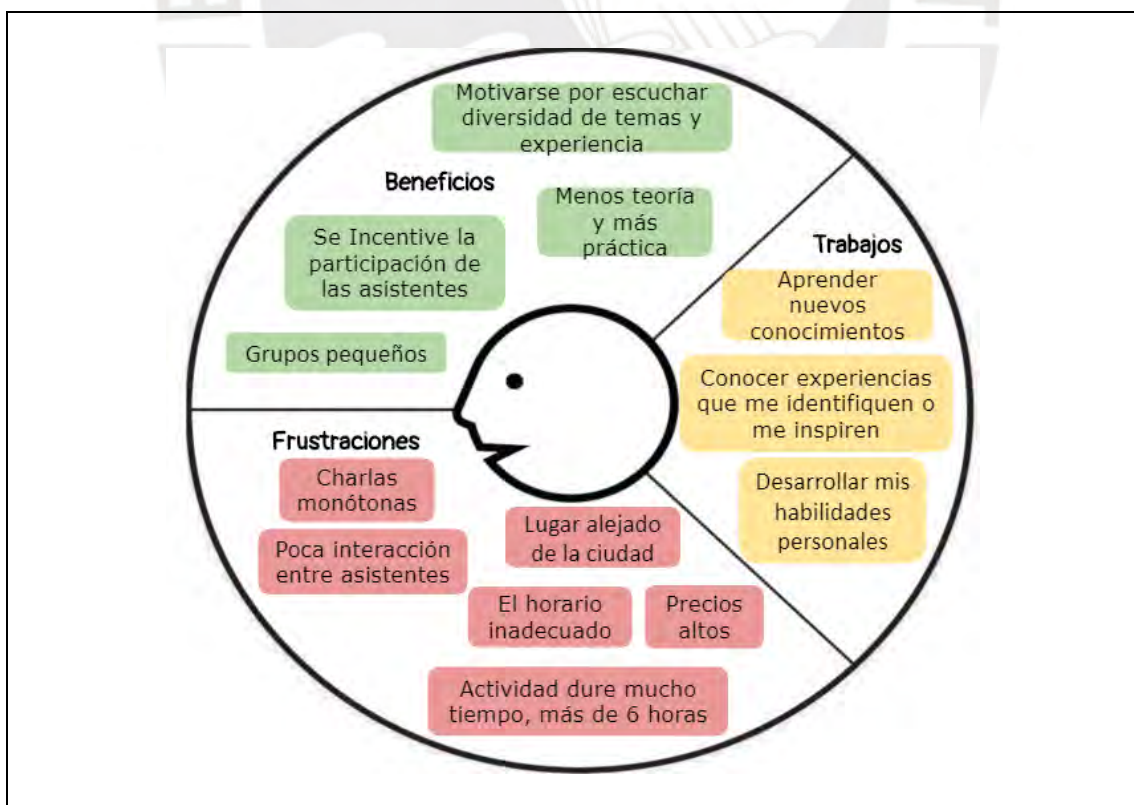 Motivarse por escuchar
diversidad de temas y
experiencia
Beneficios
Menos teoría
y más
práctica
Se Incentive la
participación de
las asistentes
Grupos pequeños
Trabajos
Aprender
nuevos
conocimientos
Conocer experiencias
que me identifiquen o
me inspiren
Desarrollar mis
habilidades
personales
Frustraciones
Charlas
monótonas
Poca interacción
entre asistentes
Lugar alejado
de la ciudad
El horario
inadecuado
Precios
altos
Actividad dure mucho
tiempo, más de 6 horas